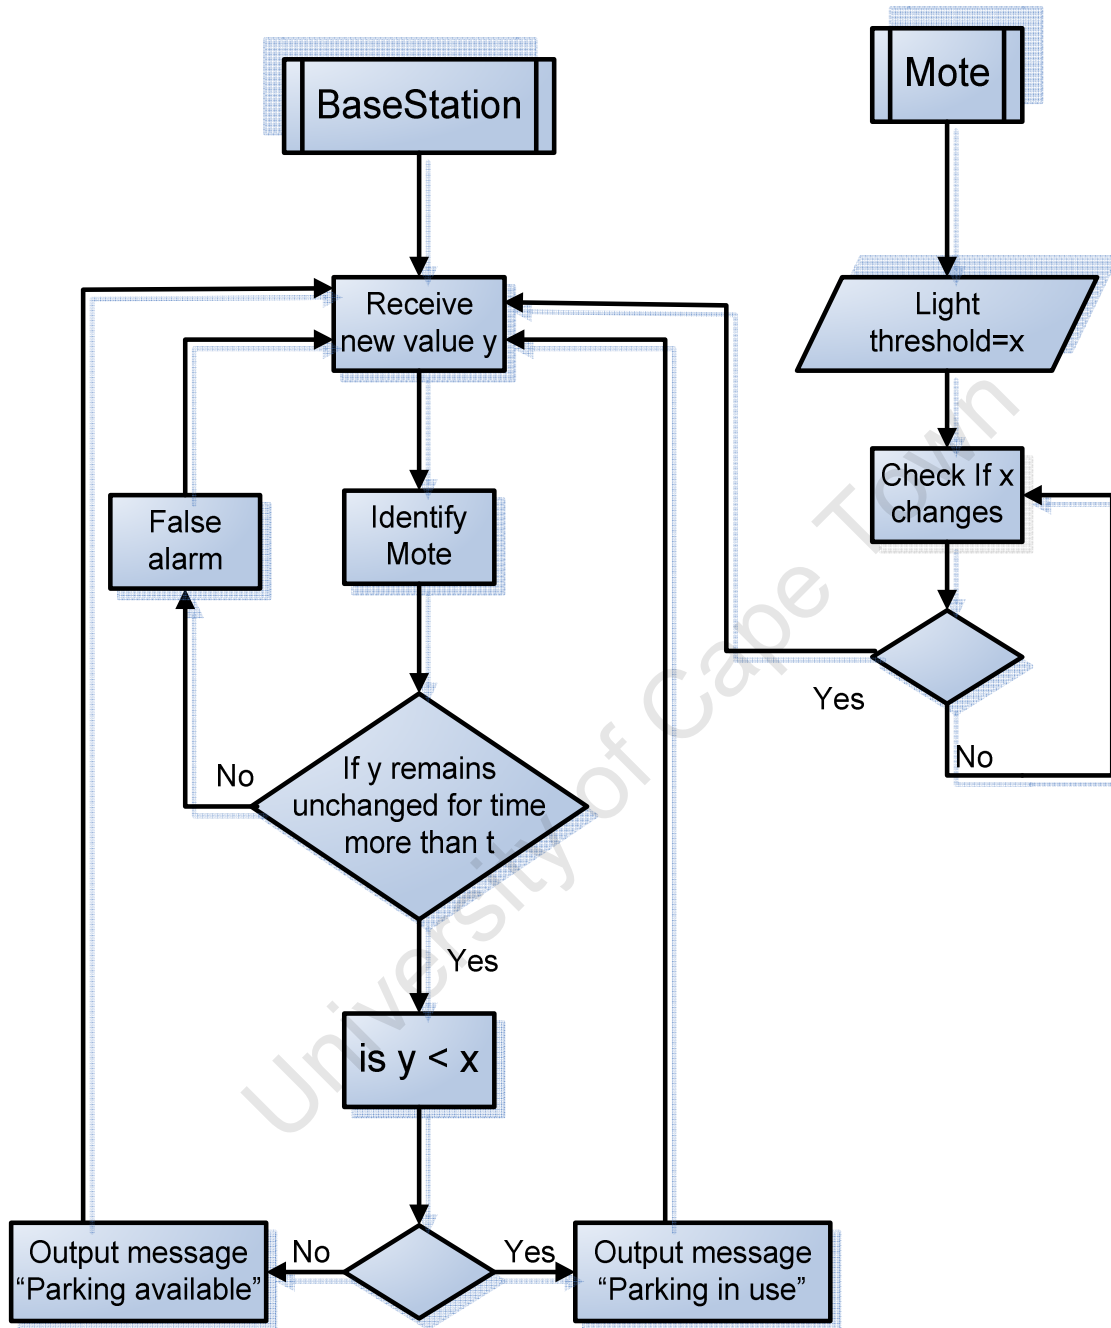 BaseStation
Mote
Receive
new value y
Light
threshold=x
Check If x
changes
False
alarm
Identify
Mote
Yes
No
No
If y remains
unchanged for time
more than t
Yes
is y < x
Output message
“Parking available”
No
Yes
Output message
“Parking in use”
University of Cape Town